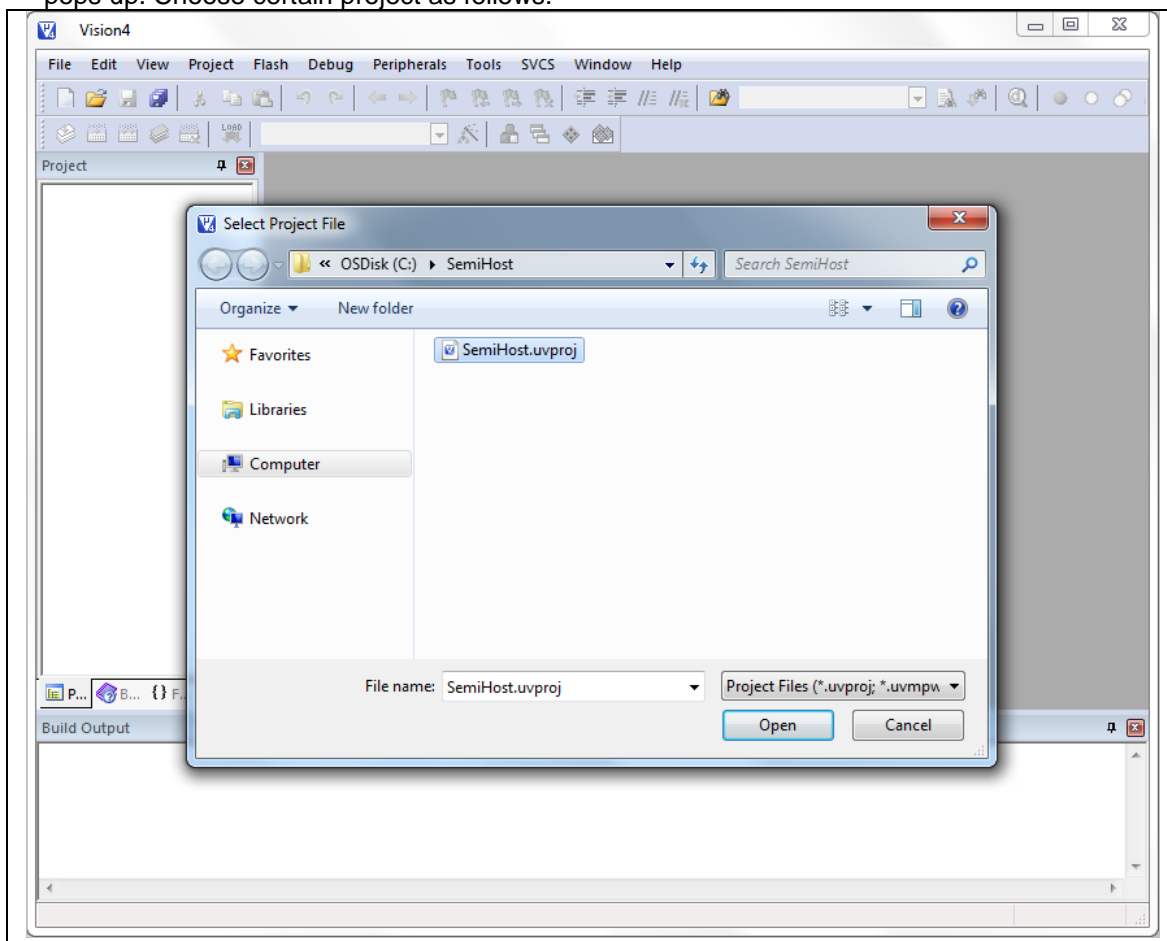 pops up. Choose certain project as follows.
Vision4
File Edit View Project Flash Debug Peripherals Tools SVCS Window Help
LOAD
Project
Select Project File
« OSDisk (C:) SemiHost
Search SemiHost
Organize New folder
Favorites
SemiHost.uvproj
Libraries
Computer
Network
File name: SemiHost.uvproj
Project Files (*.uvproj; *.uvmpw
Open Cancel
P... B... {} F...
Build Output